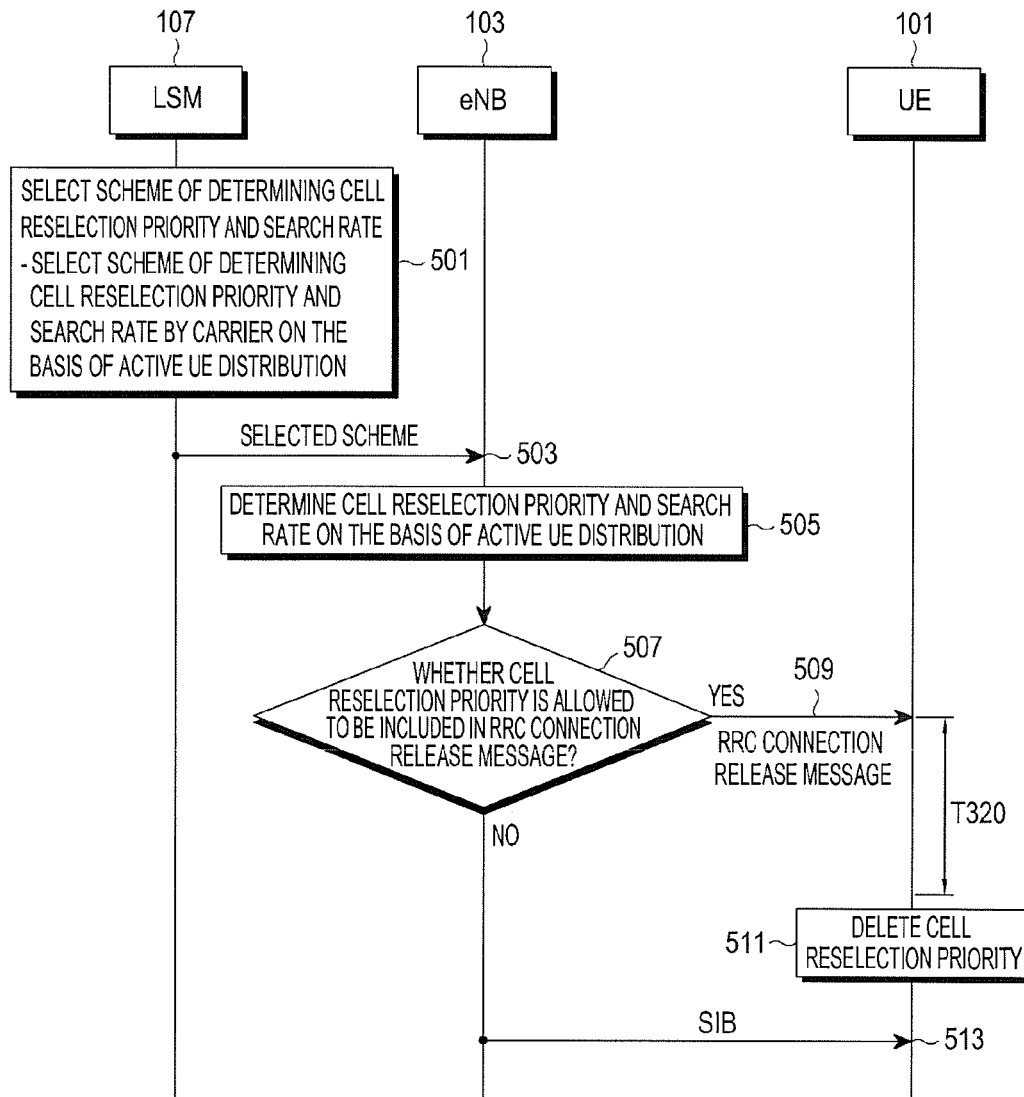 107
103
101
LSM
eNB
UE
SELECT SCHEME OF DETERMINING CELL
RESELECTION PRIORITY AND SEARCH RATE
- SELECT SCHEME OF DETERMINING
CELL RESELECTION PRIORITY AND
SEARCH RATE BY CARRIER ON THE
BASIS OF ACTIVE UE DISTRIBUTION
501
SELECTED SCHEME
503
DETERMINE CELL RESELECTION PRIORITY AND SEARCH
RATE ON THE BASIS OF ACTIVE UE DISTRIBUTION
505
507
WHETHER CELL
RESELECTION PRIORITY IS ALLOWED
TO BE INCLUDED IN RRC CONNECTION
RELEASE MESSAGE?
YES
509
RRC CONNECTION
RELEASE MESSAGE
T320
NO
511
DELETE CELL
RESELECTION PRIORITY
SIB
513